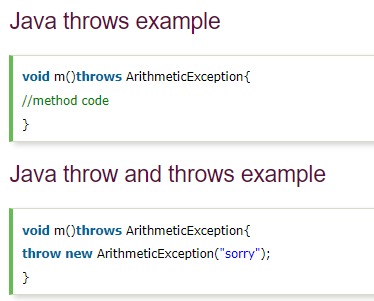 Java throws example
void m()throws ArithmeticException{
//method code
}
Java throw and throws example
void m()throws ArithmeticException{
throw new ArithmeticException("sorry");
}